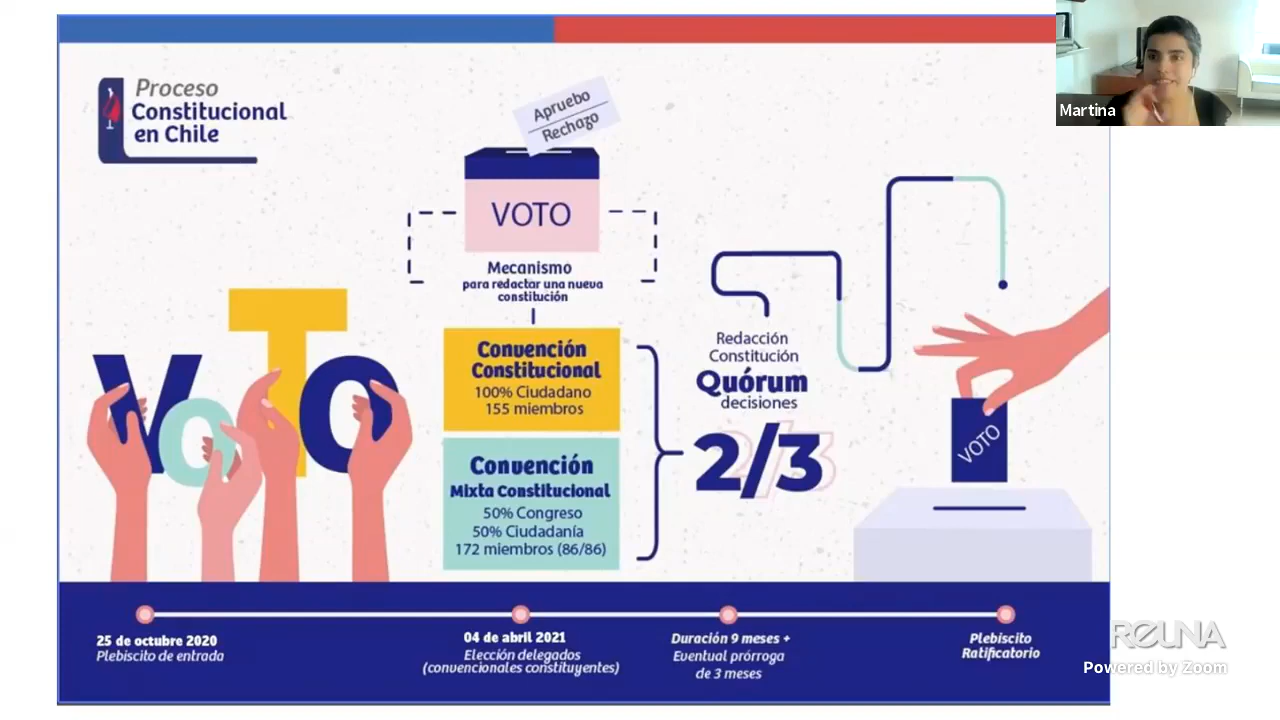 Proceso
Constitucional
en Chile
Apruebo
Rechazo
VOTO
Mecanismo
para redactar una nueva
constitución
VOTO
Convención
Constitucional
100% Ciudadano
155 miembros
Convención
Mixta Constitucional
50% Congreso
50% Ciudadanía
172 miembros (86/86)
Redacción
Constitución
Quórum
decisiones
2/3
VOTO
25 de octubre 2020
Plebiscito de entrada
04 de abril 2021
Elección delegados
(convencionales constituyentes)
Duración 9 meses +
Eventual prórroga
de 3 meses
Plebiscito
Ratificatorio
Martina
REUNA
Powered by Zoom